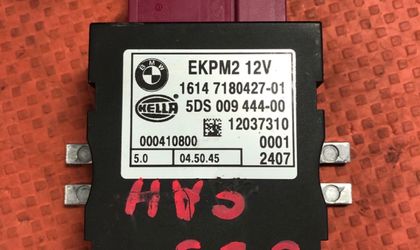 BMW
EKPM2 12V
1614 7180427-01
HELLA
5DS 009 444-00
12037310
000410800 0001
5.0 04.50.45 2407